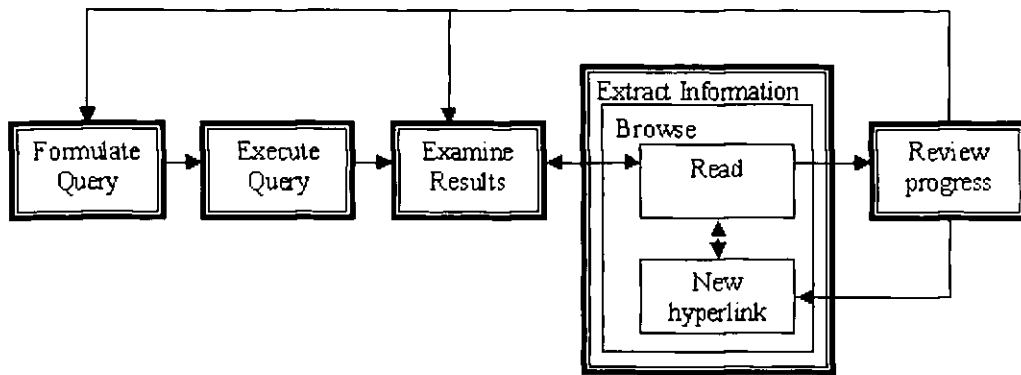 Formulate
Query
Execute
Query
Examine
Results
Extract Information
Browse
Read
New
hyperlink
Review
progress